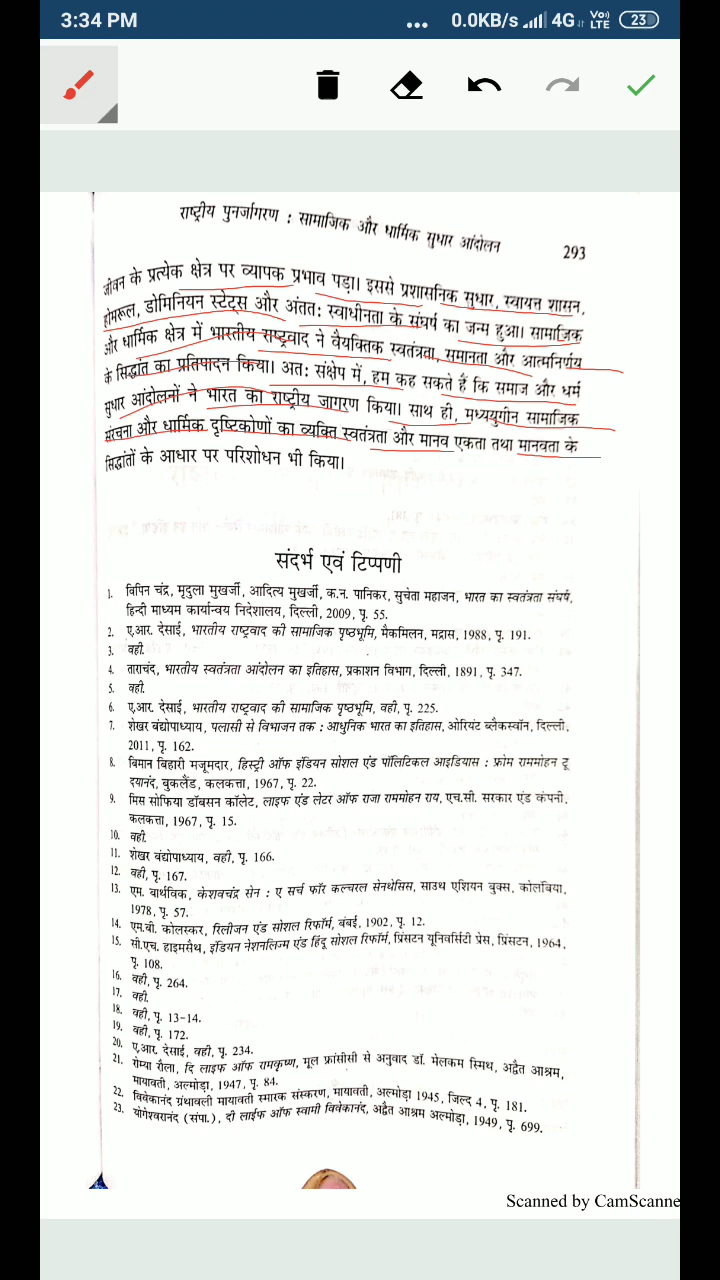 3:34 PM
... 0.0KB/s 4G Vo)) LTE 23
राष्ट्रीय पुनर्जागरण : सामाजिक और धार्मिक सुधार आंदोलन 293
जीवन के प्रत्येक क्षेत्र पर व्यापक प्रभाव पड़ा। इससे प्रशासनिक सुधार, स्वायत्त शासन,
होमरूल, डोमिनियन स्टेट्स और अंततः स्वाधीनता के संघर्ष का जन्म हुआ। सामाजिक
और धार्मिक क्षेत्र में भारतीय राष्ट्रवाद ने वैयक्तिक स्वतंत्रता, समानता और आत्मनिर्णय
के सिद्धांत का प्रतिपादन किया। अतः संक्षेप में, हम कह सकते हैं कि समाज और धर्म
सुधार आंदोलनों ने भारत का राष्ट्रीय जागरण किया। साथ ही, मध्ययुगीन सामाजिक
संरचना और धार्मिक दृष्टिकोणों का व्यक्ति स्वतंत्रता और मानव एकता तथा मानवता के
सिद्धांतों के आधार पर परिशोधन भी किया।
संदर्भ एवं टिप्पणी
1. विपिन चंद्र, मृदुला मुखर्जी, आदित्य मुखर्जी, क.न. पानिकर, सुचेता महाजन, भारत का स्वतंत्रता संघर्ष,
हिन्दी माध्यम कार्यान्वय निदेशालय, दिल्ली, 2009, पृ. 55.
2. ए.आर. देसाई, भारतीय राष्ट्रवाद की सामाजिक पृष्ठभूमि, मैकमिलन, मद्रास, 1988, पृ. 191.
3. वही.
4. ताराचंद, भारतीय स्वतंत्रता आंदोलन का इतिहास, प्रकाशन विभाग, दिल्ली, 1891, पृ. 347.
5. वही.
6. ए.आर. देसाई, भारतीय राष्ट्रवाद की सामाजिक पृष्ठभूमि, वही, पृ. 225.
7. शेखर बंद्योपाध्याय, पलासी से विभाजन तक : आधुनिक भारत का इतिहास, ओरियंट ब्लैकस्वॉन, दिल्ली,
2011, पृ. 162.
8. बिमान बिहारी मजूमदार, हिस्ट्री ऑफ इंडियन सोशल एंड पॉलिटिकल आइडियास : फ्रोम राममोहन टू
दयानंद, बुकलैंड, कलकत्ता, 1967, पृ. 22.
9. मिस सोफिया डॉबसन कॉलेट, लाइफ एंड लेटर ऑफ राजा राममोहन राय, एच.सी. सरकार एंड कंपनी,
कलकत्ता, 1967, पृ. 15.
10. वही.
11. शेखर बंद्योपाध्याय, वही, पृ. 166.
12. वही, पृ. 167.
13. एम. वार्थविक, केशवचंद्र सेन : ए सर्च फॉर कल्चरल सेनथेसिस, साउथ एशियन बुक्स, कोलंबिया,
1978, पृ. 57.
14. एम.बी. कोलस्कर, रिलीजन एंड सोशल रिफॉर्म, बंबई, 1902, पृ. 12.
15. सी.एच. हाइमसैथ, इंडियन नेशनलिज्म एंड हिंदू सोशल रिफॉर्म, प्रिंसटन यूनिवर्सिटी प्रेस, प्रिंसटन, 1964,
पृ. 108.
16. वही, पृ. 264.
17. वही.
18. वही, पृ. 13-14.
19. वही, पृ. 172.
20. ए.आर. देसाई, वही, पृ. 234.
21. रोम्या रौला, दि लाइफ ऑफ रामकृष्ण, मूल फ्रांसीसी से अनुवाद डॉ. मेलकम स्मिथ, अद्वैत आश्रम,
मायावती, अल्मोड़ा, 1947, पृ. 84.
22. विवेकानंद ग्रंथावली मायावती स्मारक संस्करण, मायावती, अल्मोड़ा 1945, जिल्द 4, पृ. 181.
23. योगेश्वरानंद (संपा.), दी लाईफ ऑफ स्वामी विवेकानंद, अद्वैत आश्रम अल्मोड़ा, 1949, पृ. 699.
Scanned by CamScanne